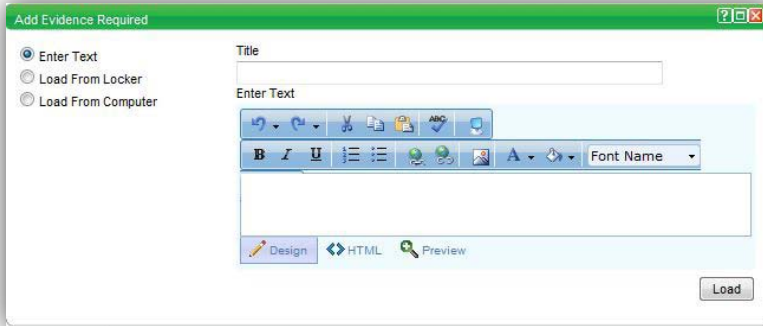 Add Evidence Required
?
Enter Text
Load From Locker
Load From Computer
Title
Enter Text
ABC
B I U A Font Name
Design HTML Preview
Load